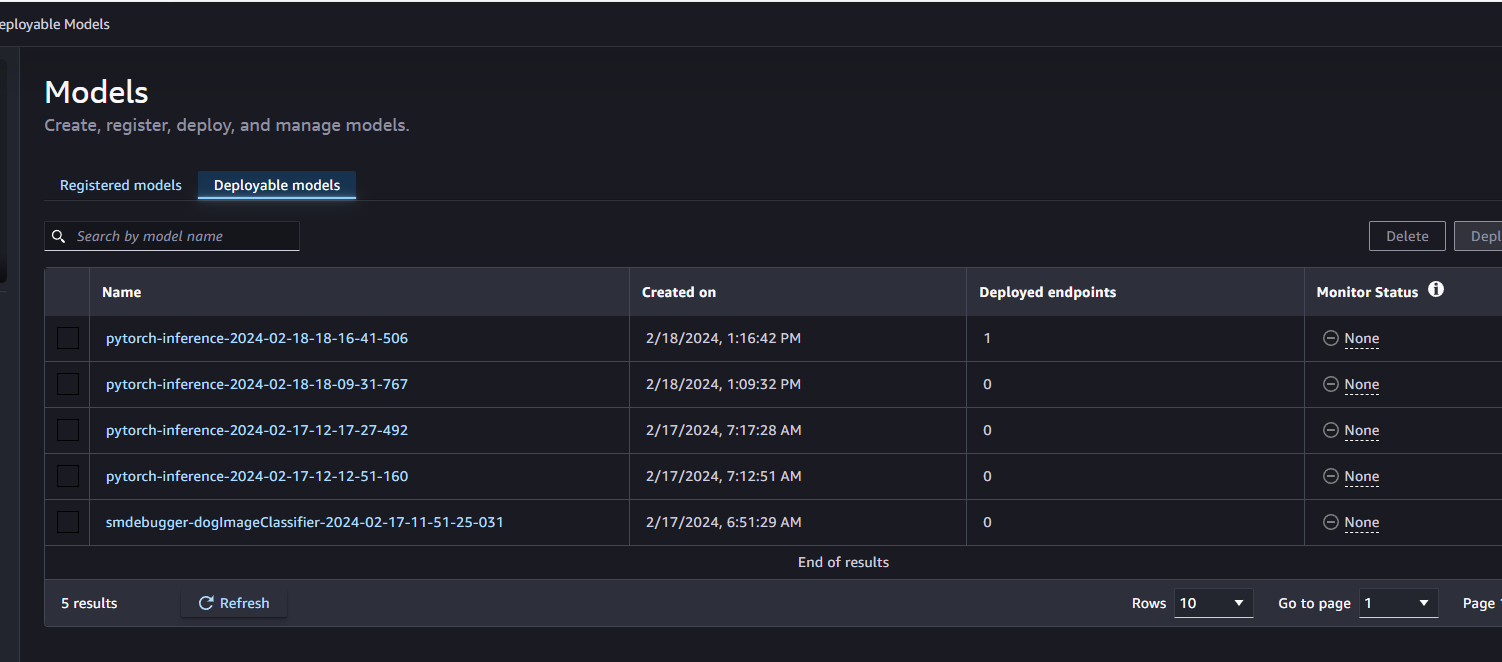 eployable Models
Models
Create, register, deploy, and manage models.
Registered models Deployable models
Search by model name Delete Depl
Name Created on Deployed endpoints Monitor Status
pytorch-inference-2024-02-18-18-16-41-506 2/18/2024, 1:16:42 PM 1 None
pytorch-inference-2024-02-18-18-09-31-767 2/18/2024, 1:09:32 PM 0 None
pytorch-inference-2024-02-17-12-17-27-492 2/17/2024, 7:17:28 AM 0 None
pytorch-inference-2024-02-17-12-12-51-160 2/17/2024, 7:12:51 AM 0 None
smdebugger-dogImageClassifier-2024-02-17-11-51-25-031 2/17/2024, 6:51:29 AM 0 None
End of results
5 results Refresh Rows 10 Go to page 1 Page 1